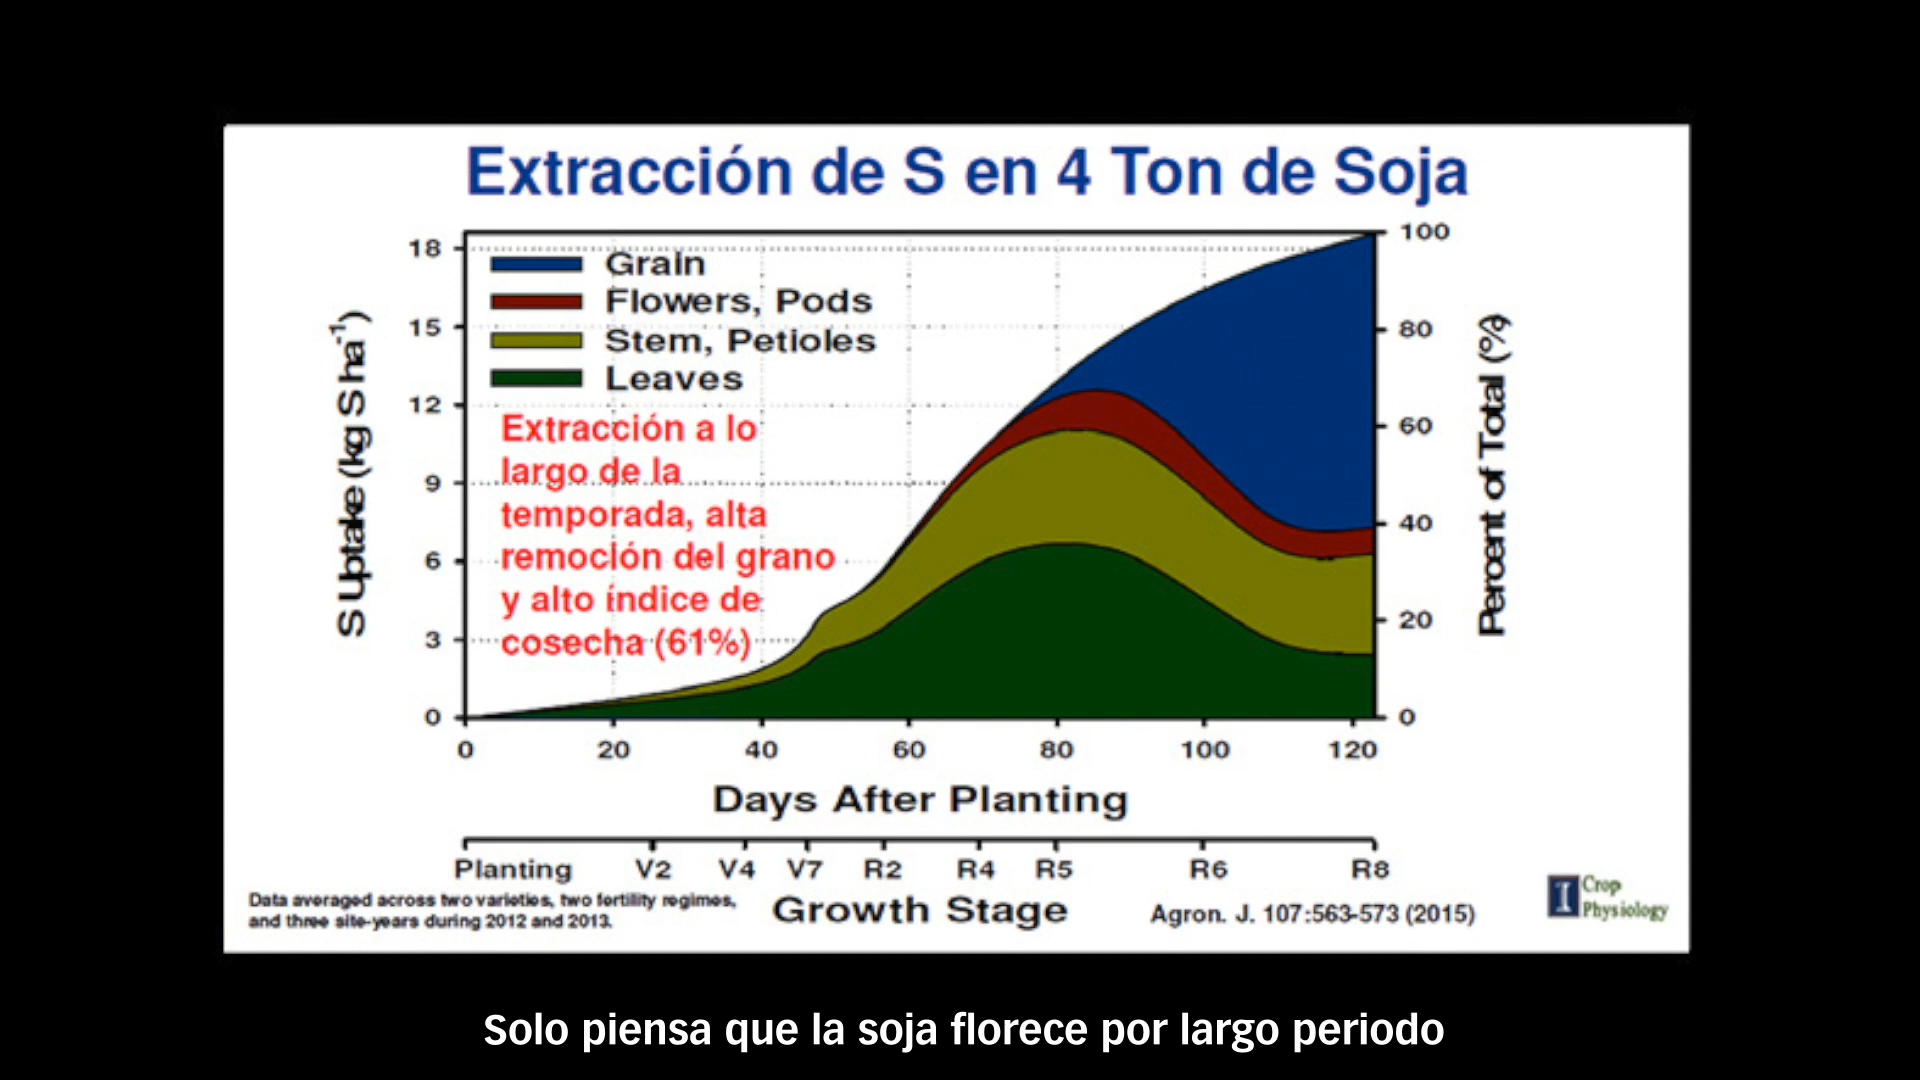 Extracción de S en 4 Ton de Soja
S Uptake (kg S ha-1)
18
15
12
9
6
3
0
Grain
Flowers, Pods
Stem, Petioles
Leaves
Extracción a lo
largo de la
temporada, alta
remoción del grano
y alto índice de
cosecha (61%)
100
80
60
40
20
0
Percent of Total (%)
0 20 40 60 80 100 120
Days After Planting
Planting V2 V4 V7 R2 R4 R5 R6 R8
Growth Stage
Data averaged across two varieties, two fertility regimes,
and three site-years during 2012 and 2013.
Agron. J. 107:563-573 (2015)
I
Crop
Physiology
Solo piensa que la soja florece por largo periodo